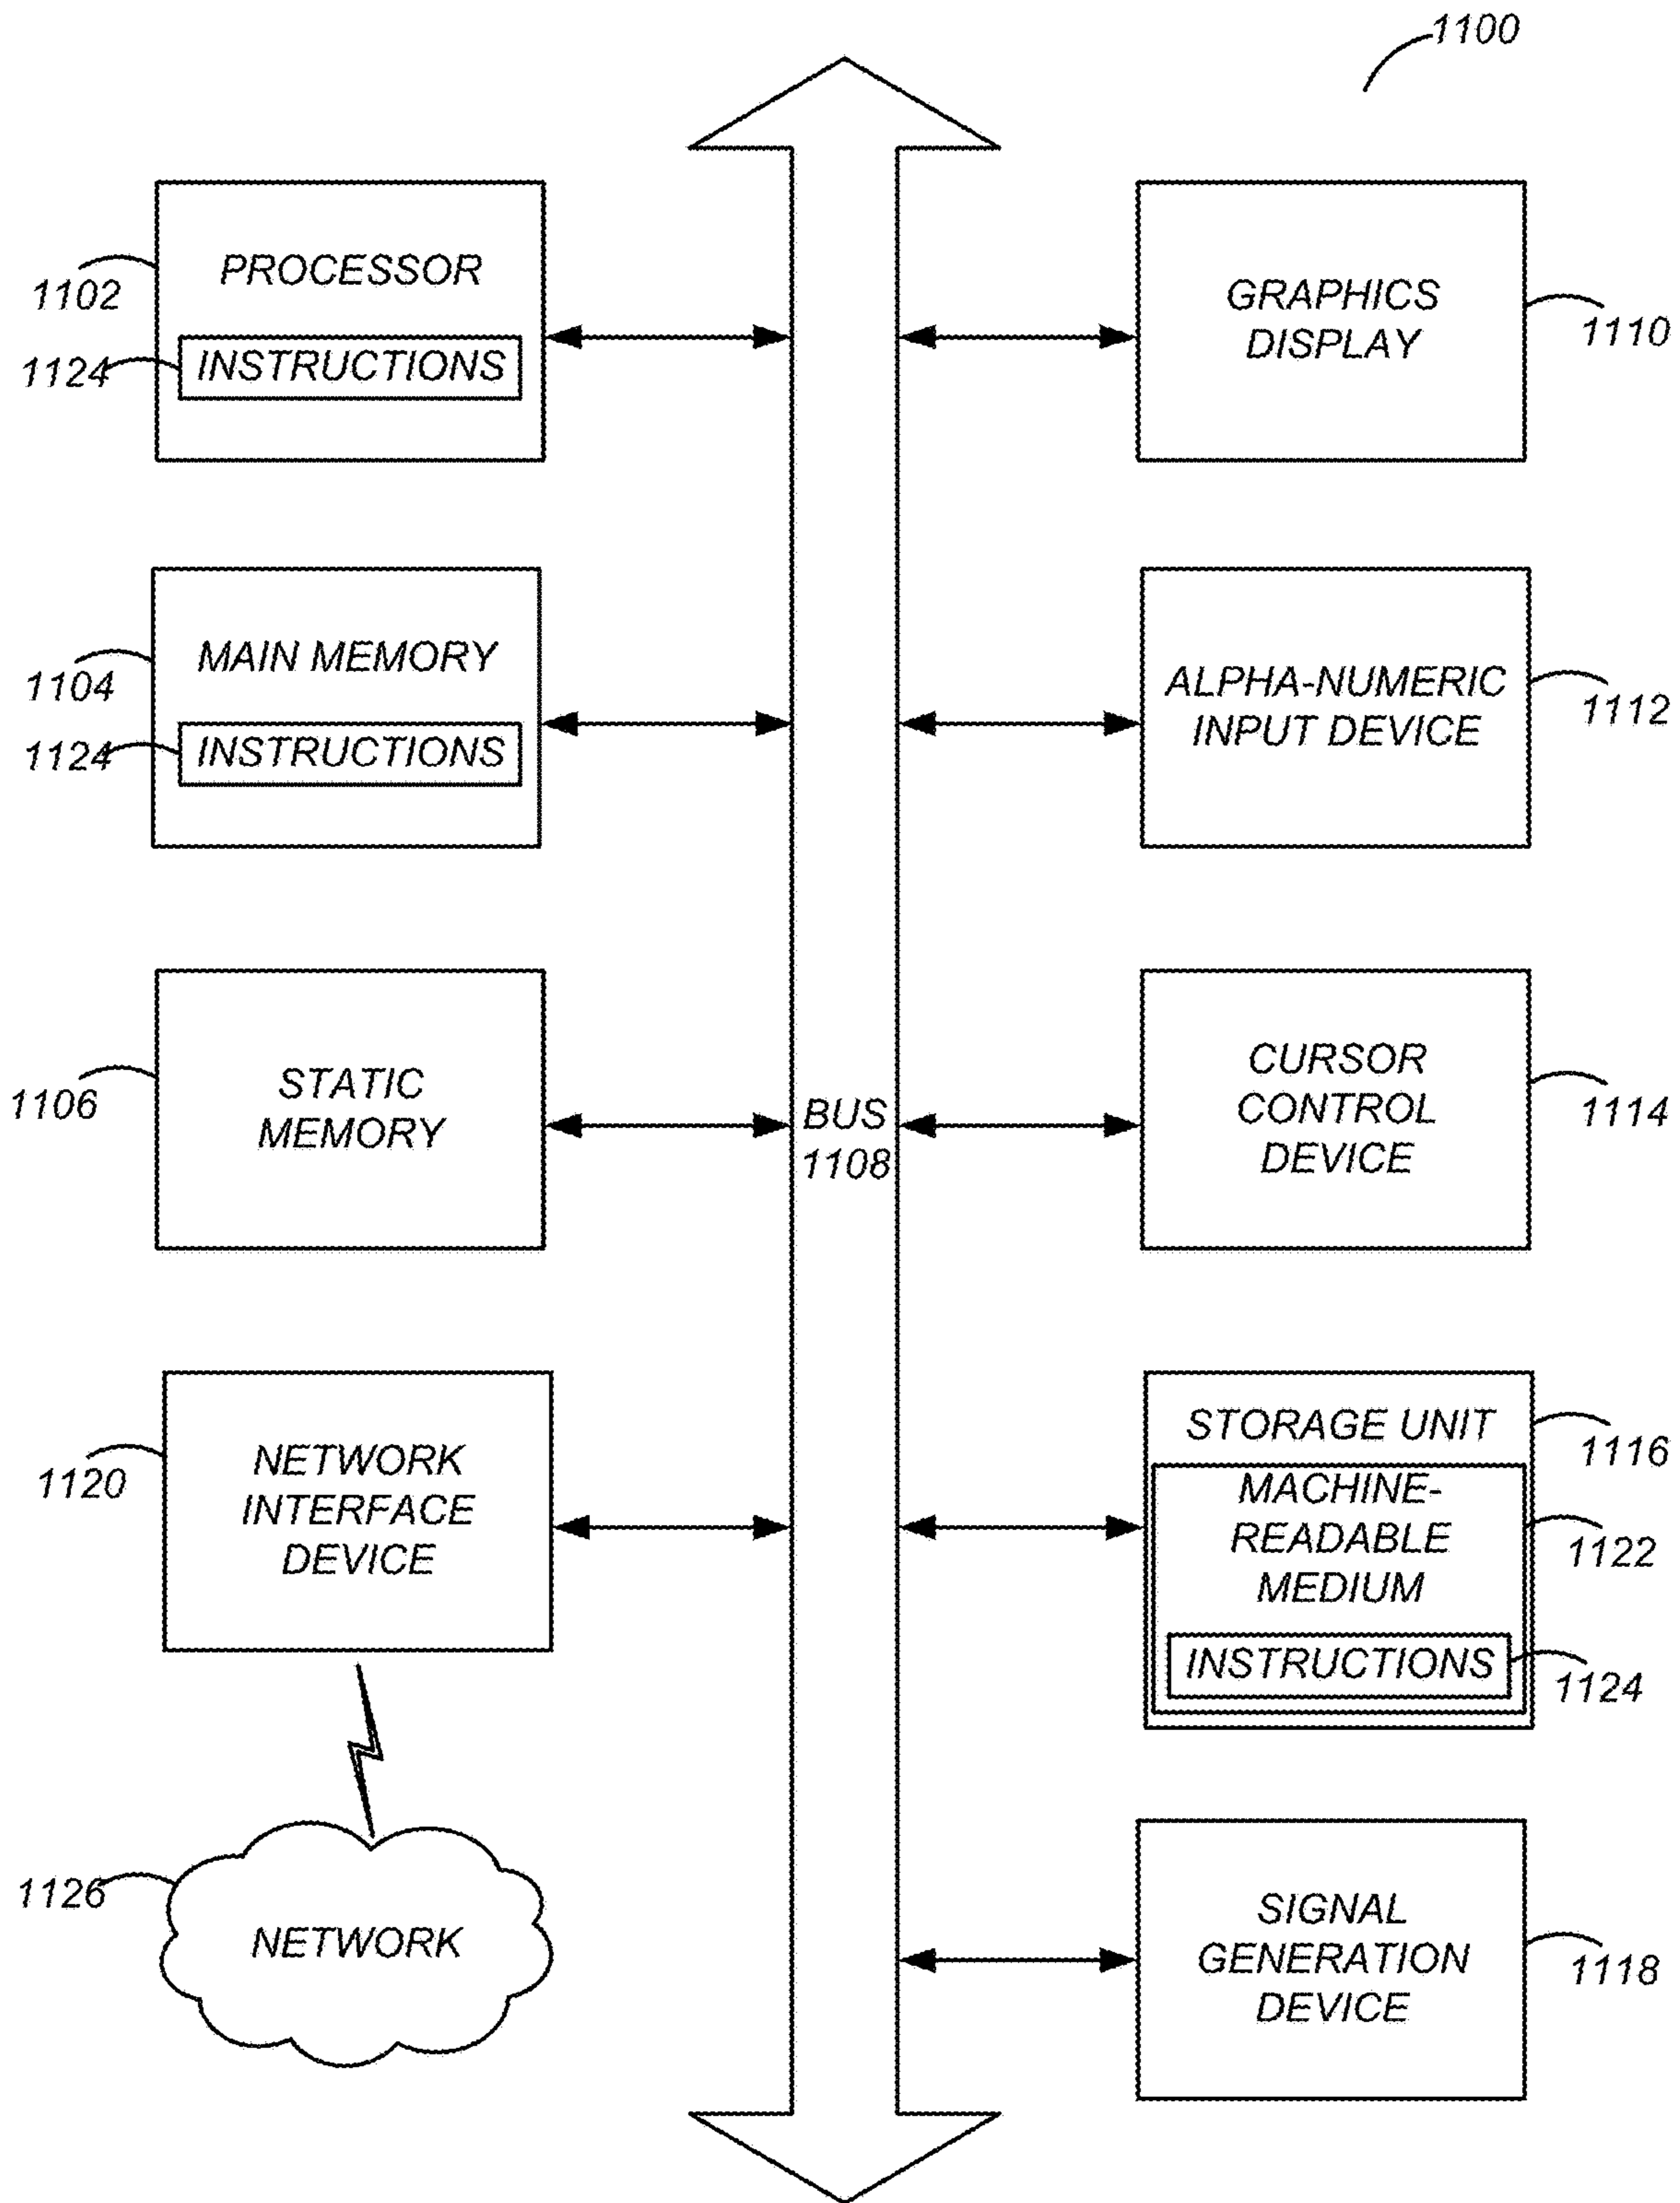 1100
PROCESSOR
1102
INSTRUCTIONS
1124
GRAPHICS
DISPLAY
1110
MAIN MEMORY
1104
INSTRUCTIONS
1124
ALPHA-NUMERIC
INPUT DEVICE
1112
STATIC
MEMORY
1106
BUS
1108
CURSOR
CONTROL
DEVICE
1114
NETWORK
INTERFACE
DEVICE
1120
STORAGE UNIT
1116
MACHINE-
READABLE
MEDIUM
1122
INSTRUCTIONS
1124
1126
NETWORK
SIGNAL
GENERATION
DEVICE
1118